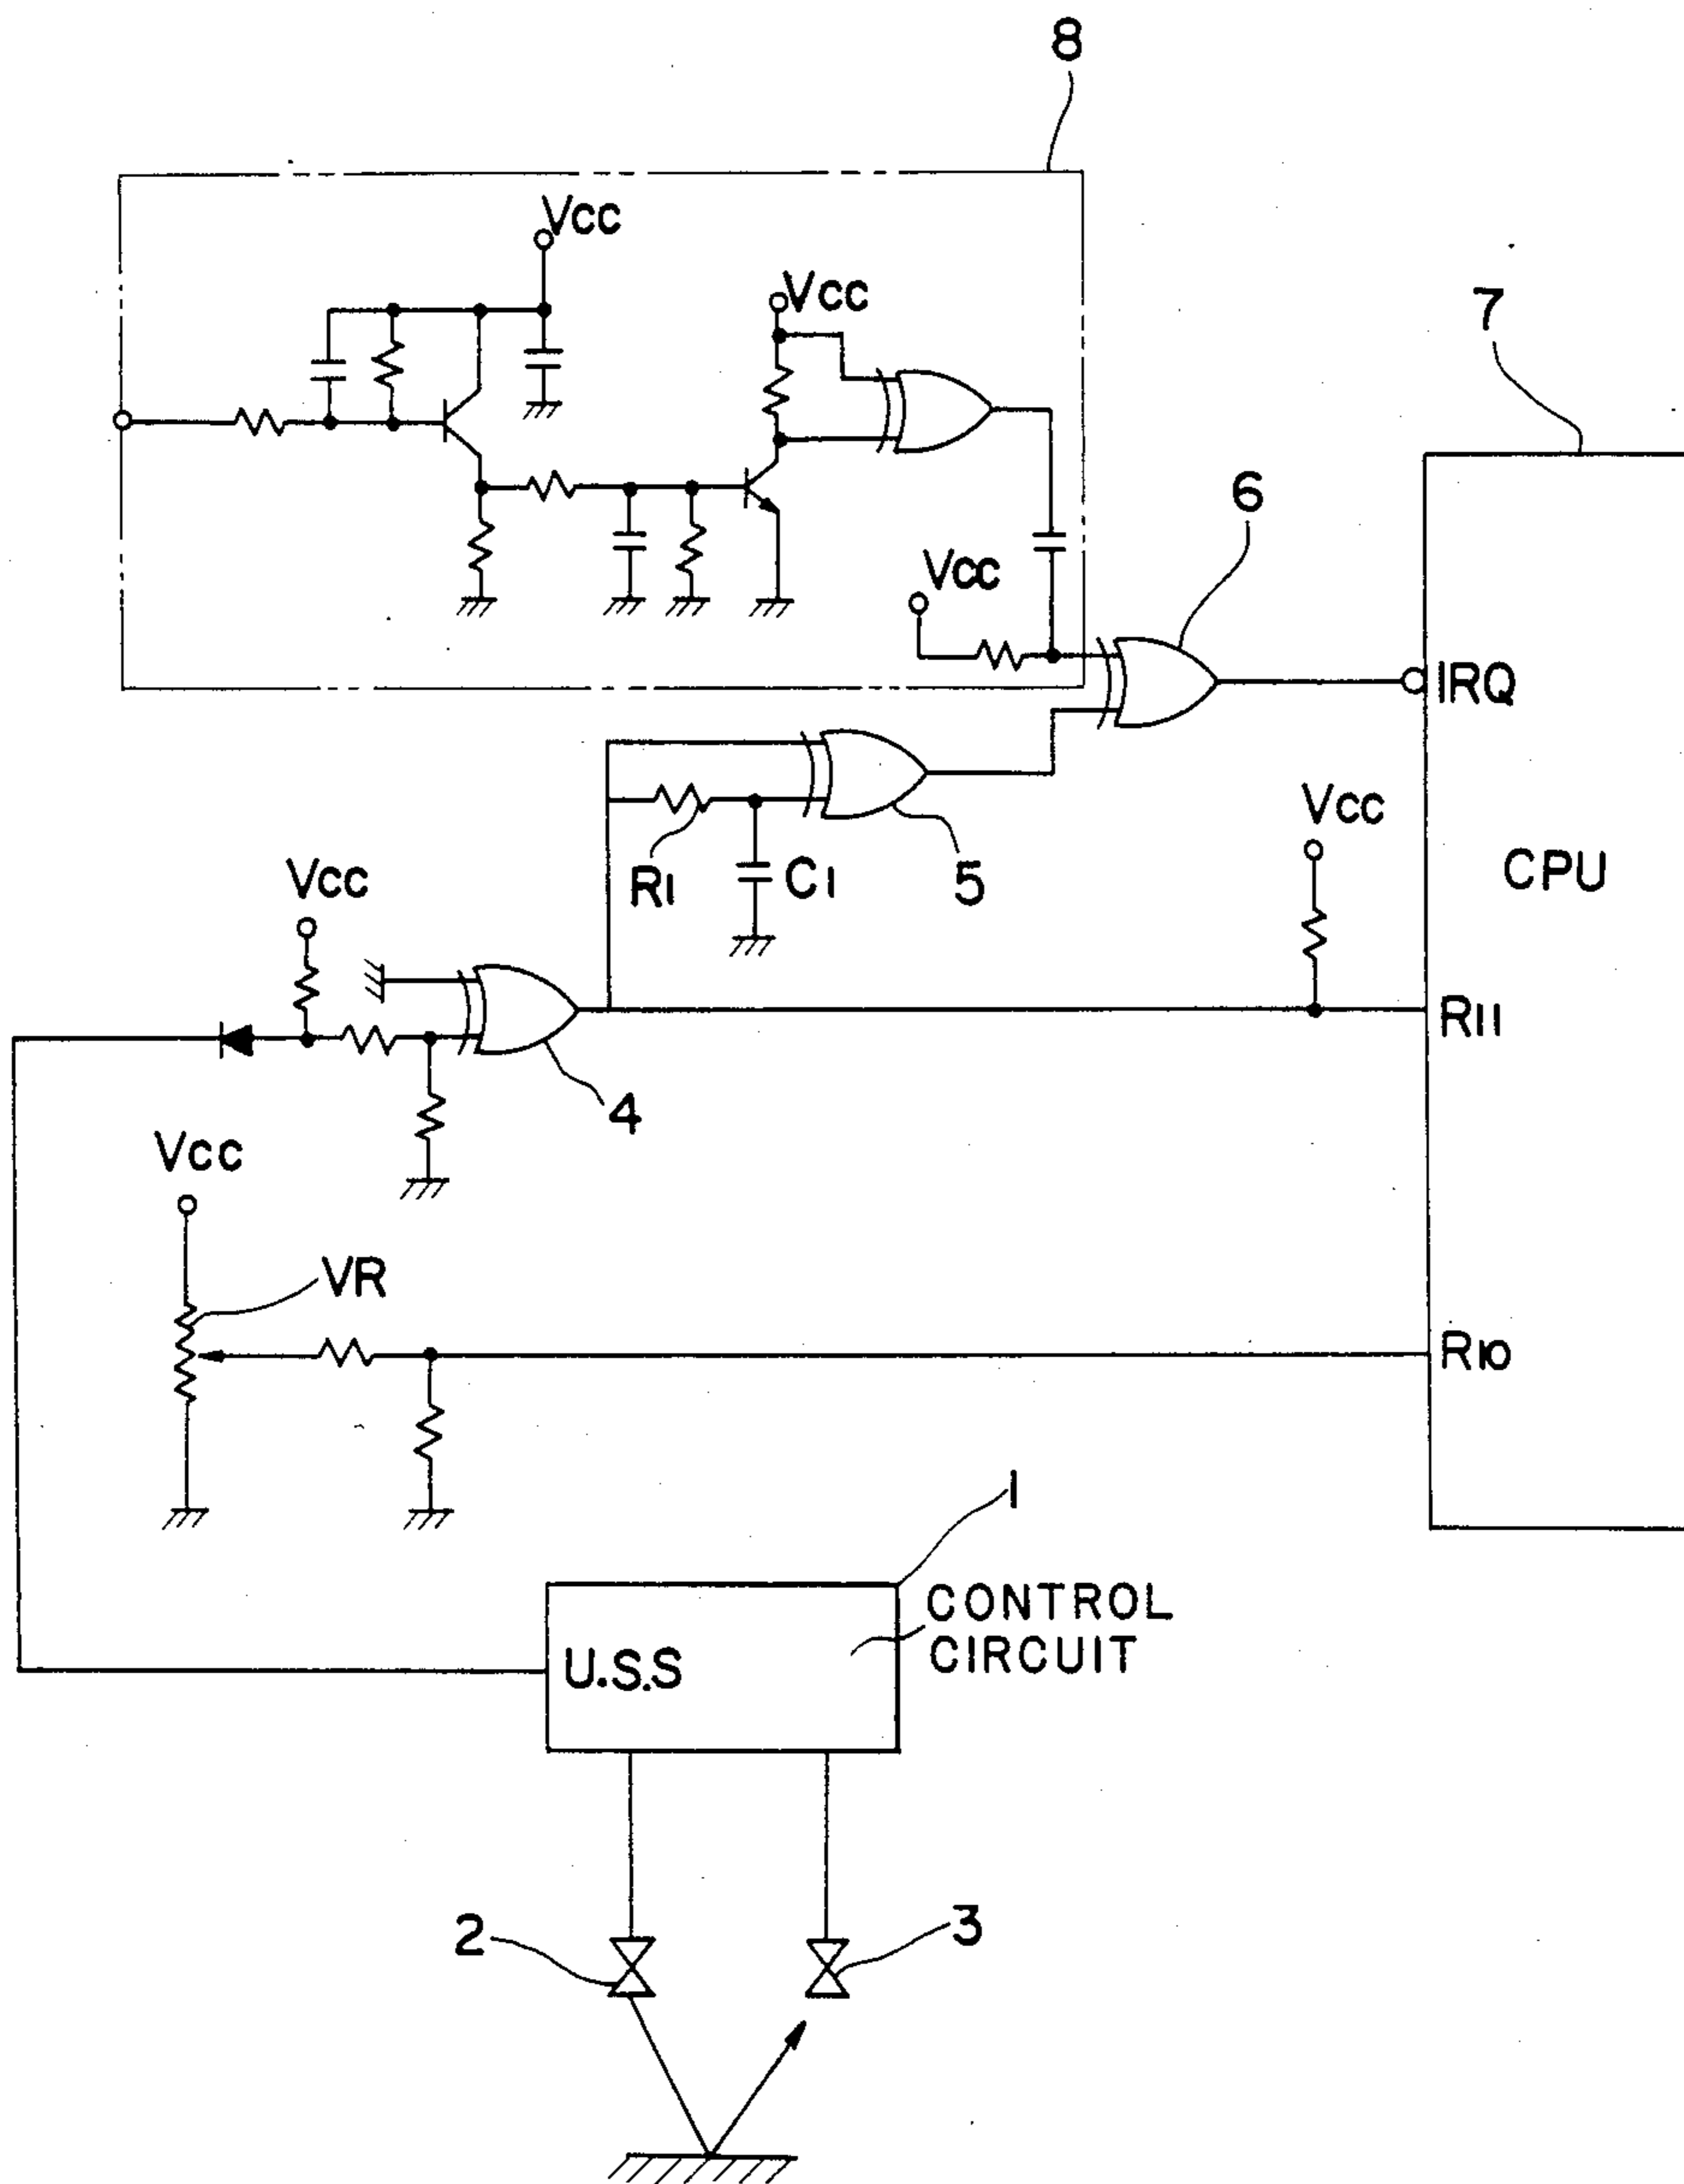 8
Vcc
Vcc
7
6
Vcc
IRQ
Vcc
R1
C1
5
CPU
Vcc
R11
4
Vcc
VR
R10
1
CONTROL
CIRCUIT
U.S.S
2
3